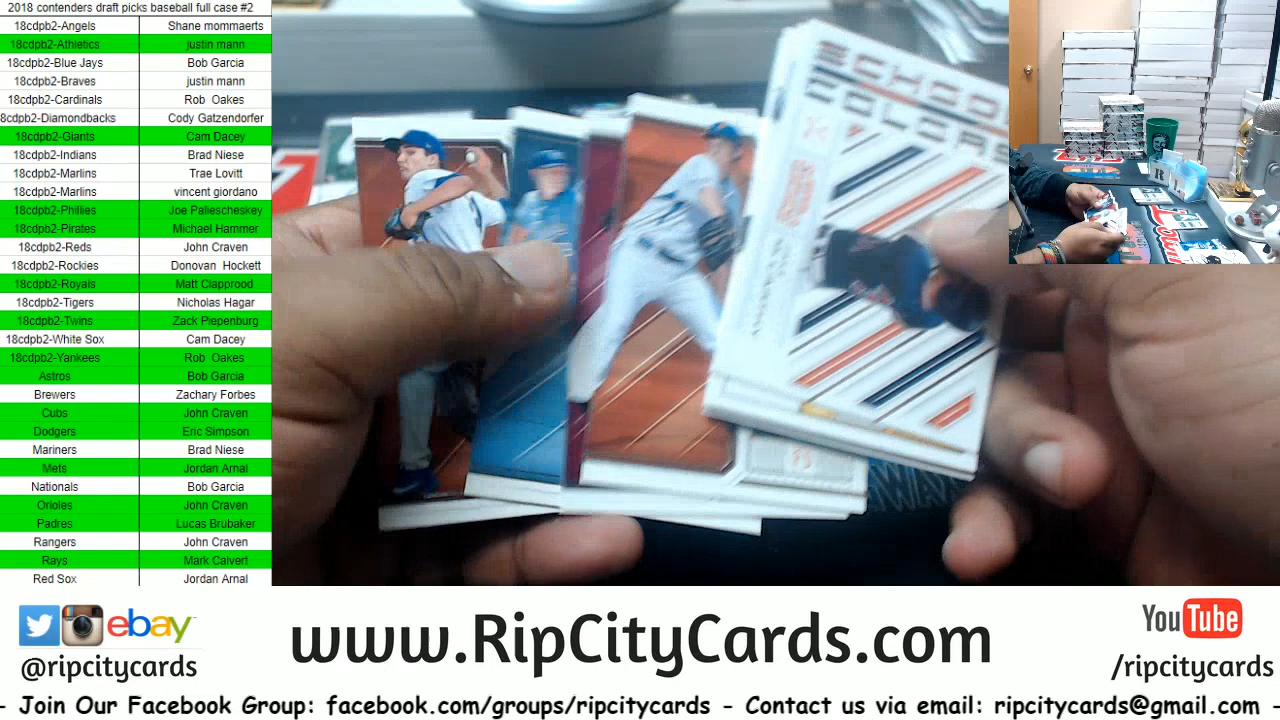 2018 contenders draft picks baseball full case #2
18cdpb2-Angels Shane mommaerts
18cdpb2-Athletics justin mann
18cdpb2-Blue Jays Bob Garcia
18cdpb2-Braves justin mann
18cdpb2-Cardinals Rob Oakes
8cdpb2-Diamondbacks Cody Gatzendorfer
18cdpb2-Giants Cam Dacey
18cdpb2-Indians Brad Niese
18cdpb2-Marlins Trae Lovitt
18cdpb2-Marlins vincent giordano
18cdpb2-Phillies Joe Paliescheskey
18cdpb2-Pirates Michael Hammer
18cdpb2-Reds John Craven
18cdpb2-Rockies Donovan Hockett
18cdpb2-Royals Matt Clapprood
18cdpb2-Tigers Nicholas Hagar
18cdpb2-Twins Zack Piepenburg
18cdpb2-White Sox Cam Dacey
18cdpb2-Yankees Rob Oakes
Astros Bob Garcia
Brewers Zachary Forbes
Cubs John Craven
Dodgers Eric Simpson
Mariners Brad Niese
Mets Jordan Arnal
Nationals Bob Garcia
Orioles John Craven
Padres Lucas Brubaker
Rangers John Craven
Rays Mark Calvert
Red Sox Jordan Arnal
SCHOOL
COLORS
ebay
@ripcitycards
www.RipCityCards.com
YouTube
/ripcitycards
- Join Our Facebook Group: facebook.com/groups/ripcitycards - Contact us via email: ripcitycards@gmail.com -